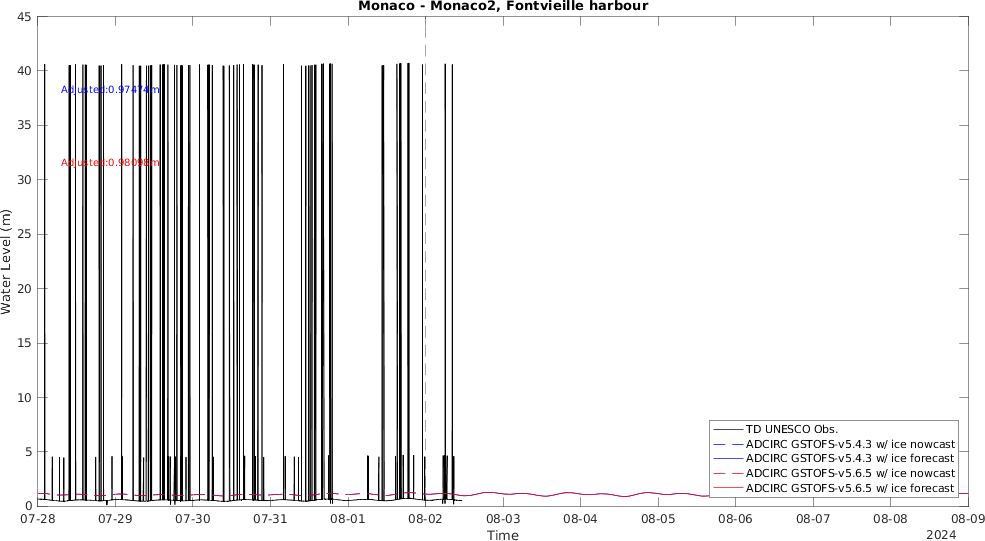 Monaco - Monaco2, Fontvieille harbour
45
40
35
30
25
20
15
10
5
0
Water Level (m)
Adjusted:0.97474m
Adjusted:0.98098m
TD UNESCO Obs.
ADCIRC GSTOFS-v5.4.3 w/ ice nowcast
ADCIRC GSTOFS-v5.4.3 w/ ice forecast
ADCIRC GSTOFS-v5.6.5 w/ ice nowcast
ADCIRC GSTOFS-v5.6.5 w/ ice forecast
07-28 07-29 07-30 07-31 08-01 08-02 08-03 08-04 08-05 08-06 08-07 08-08 08-09
Time
2024